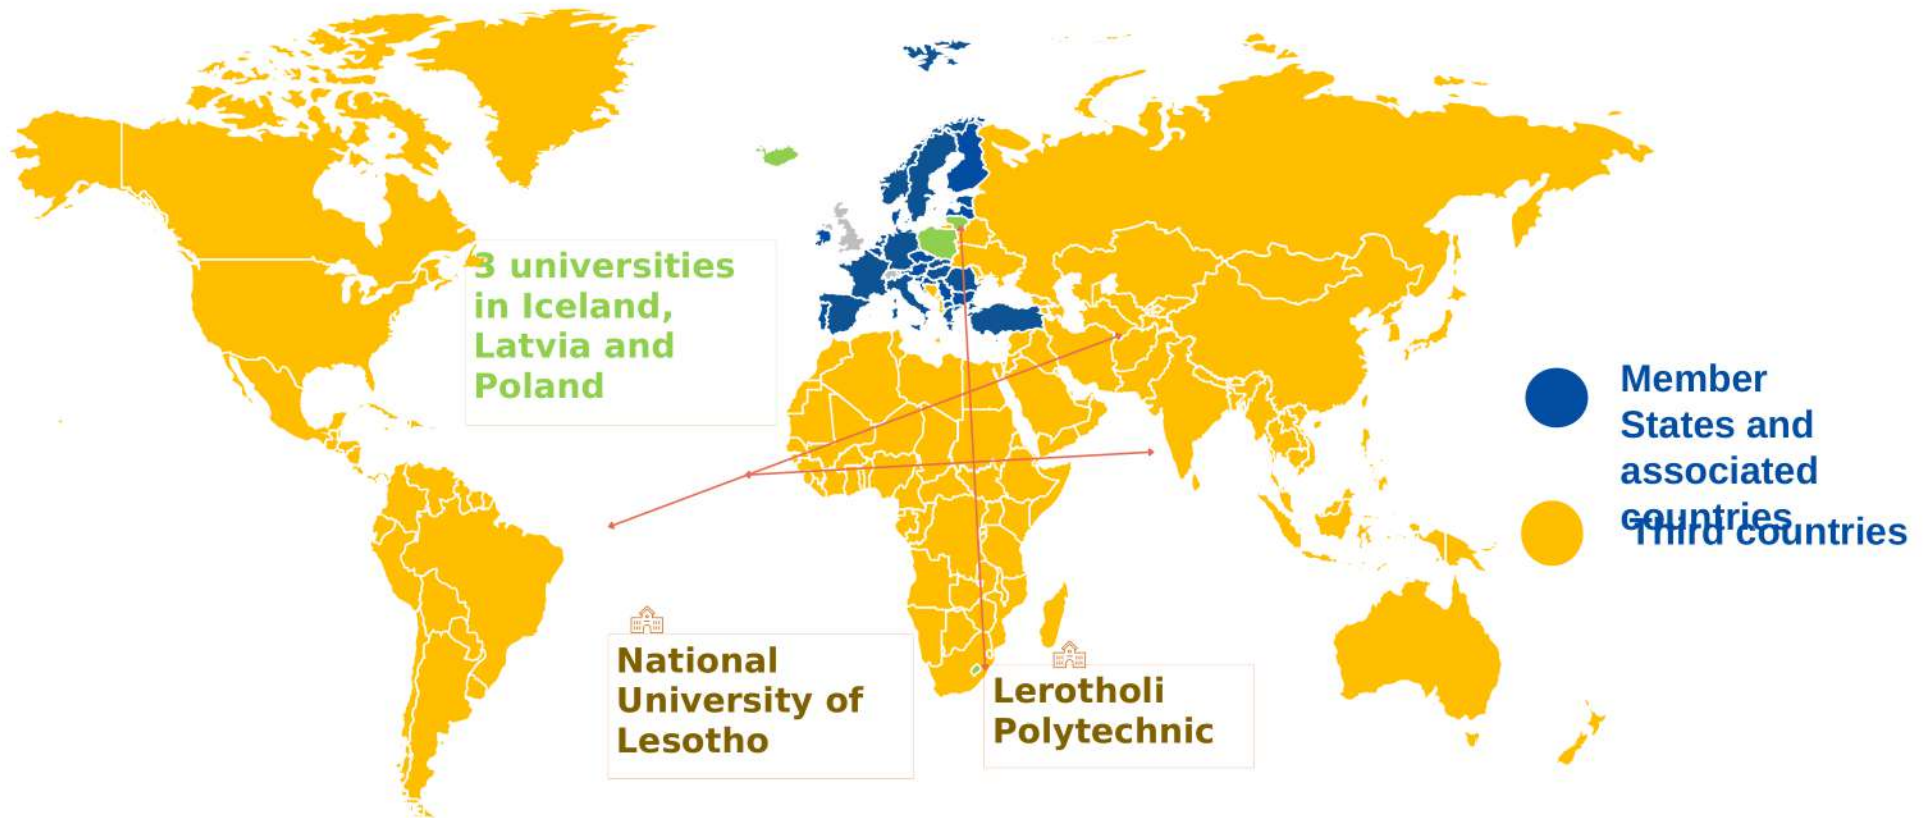 3 universities
in Iceland,
Latvia and
Poland
Member
States and
associated
countries
Third countries
National
University of
Lesotho
Lerotholi
Polytechnic